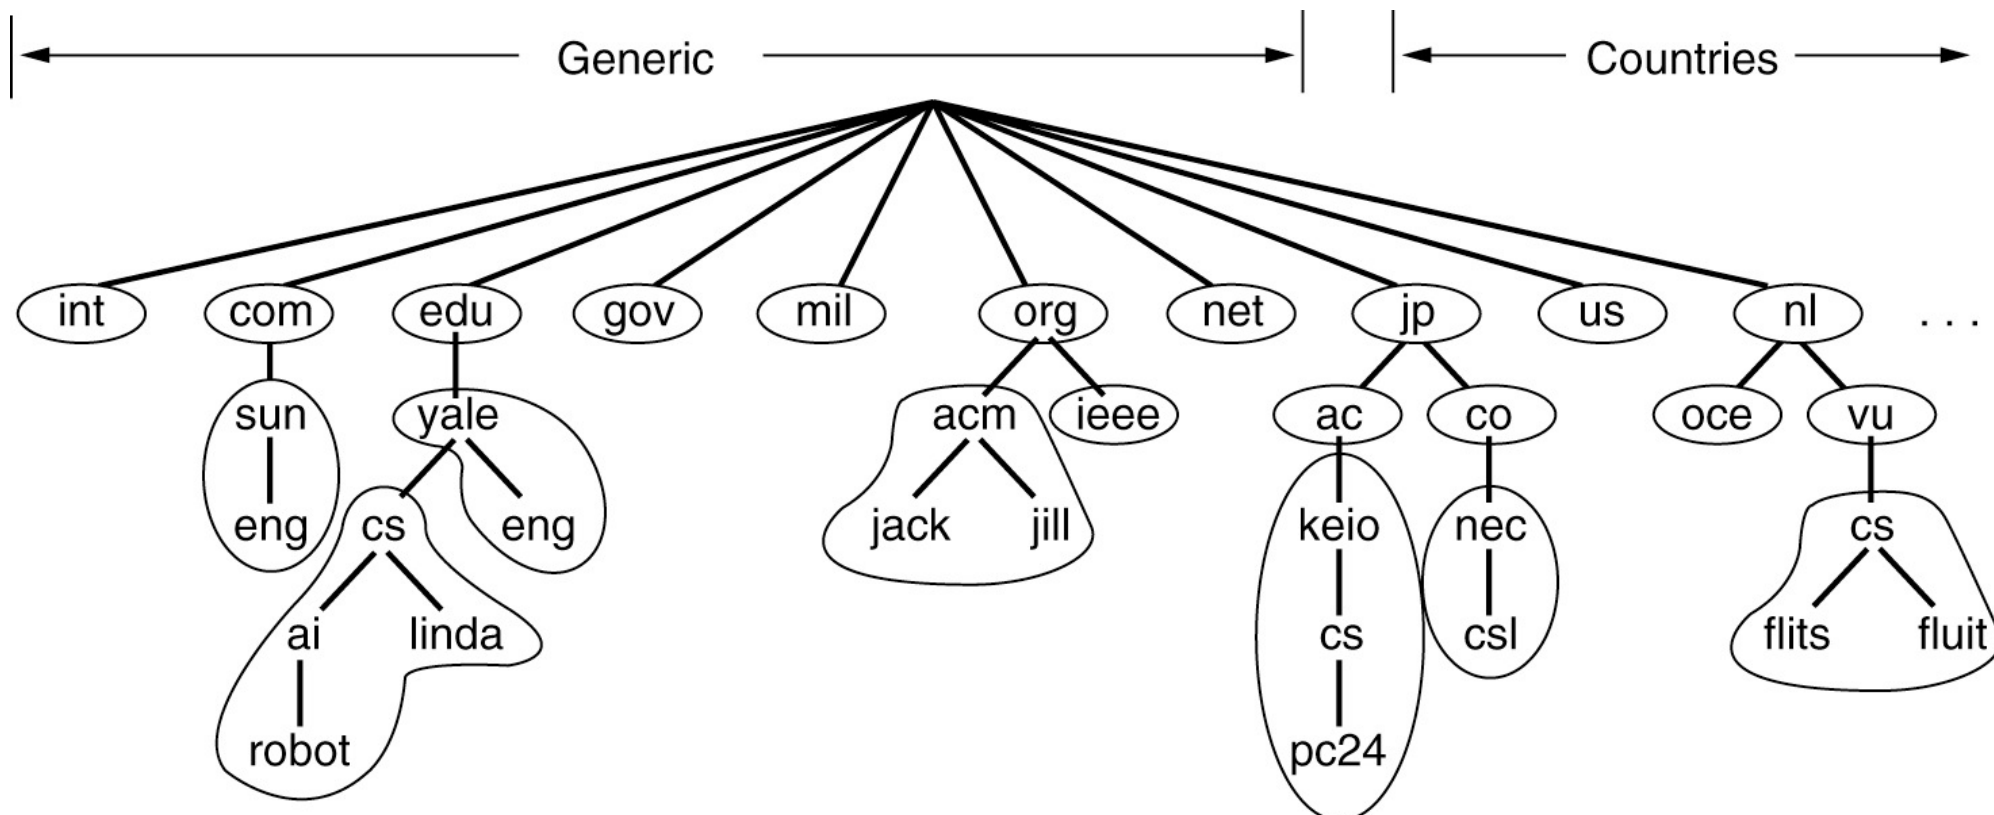 Generic Countries
int com edu gov mil org net jp us nl . . .
sun yale acm ieee ac co oce vu
eng cs eng jack jill keio nec cs
ai linda cs csl flits fluit
robot pc24